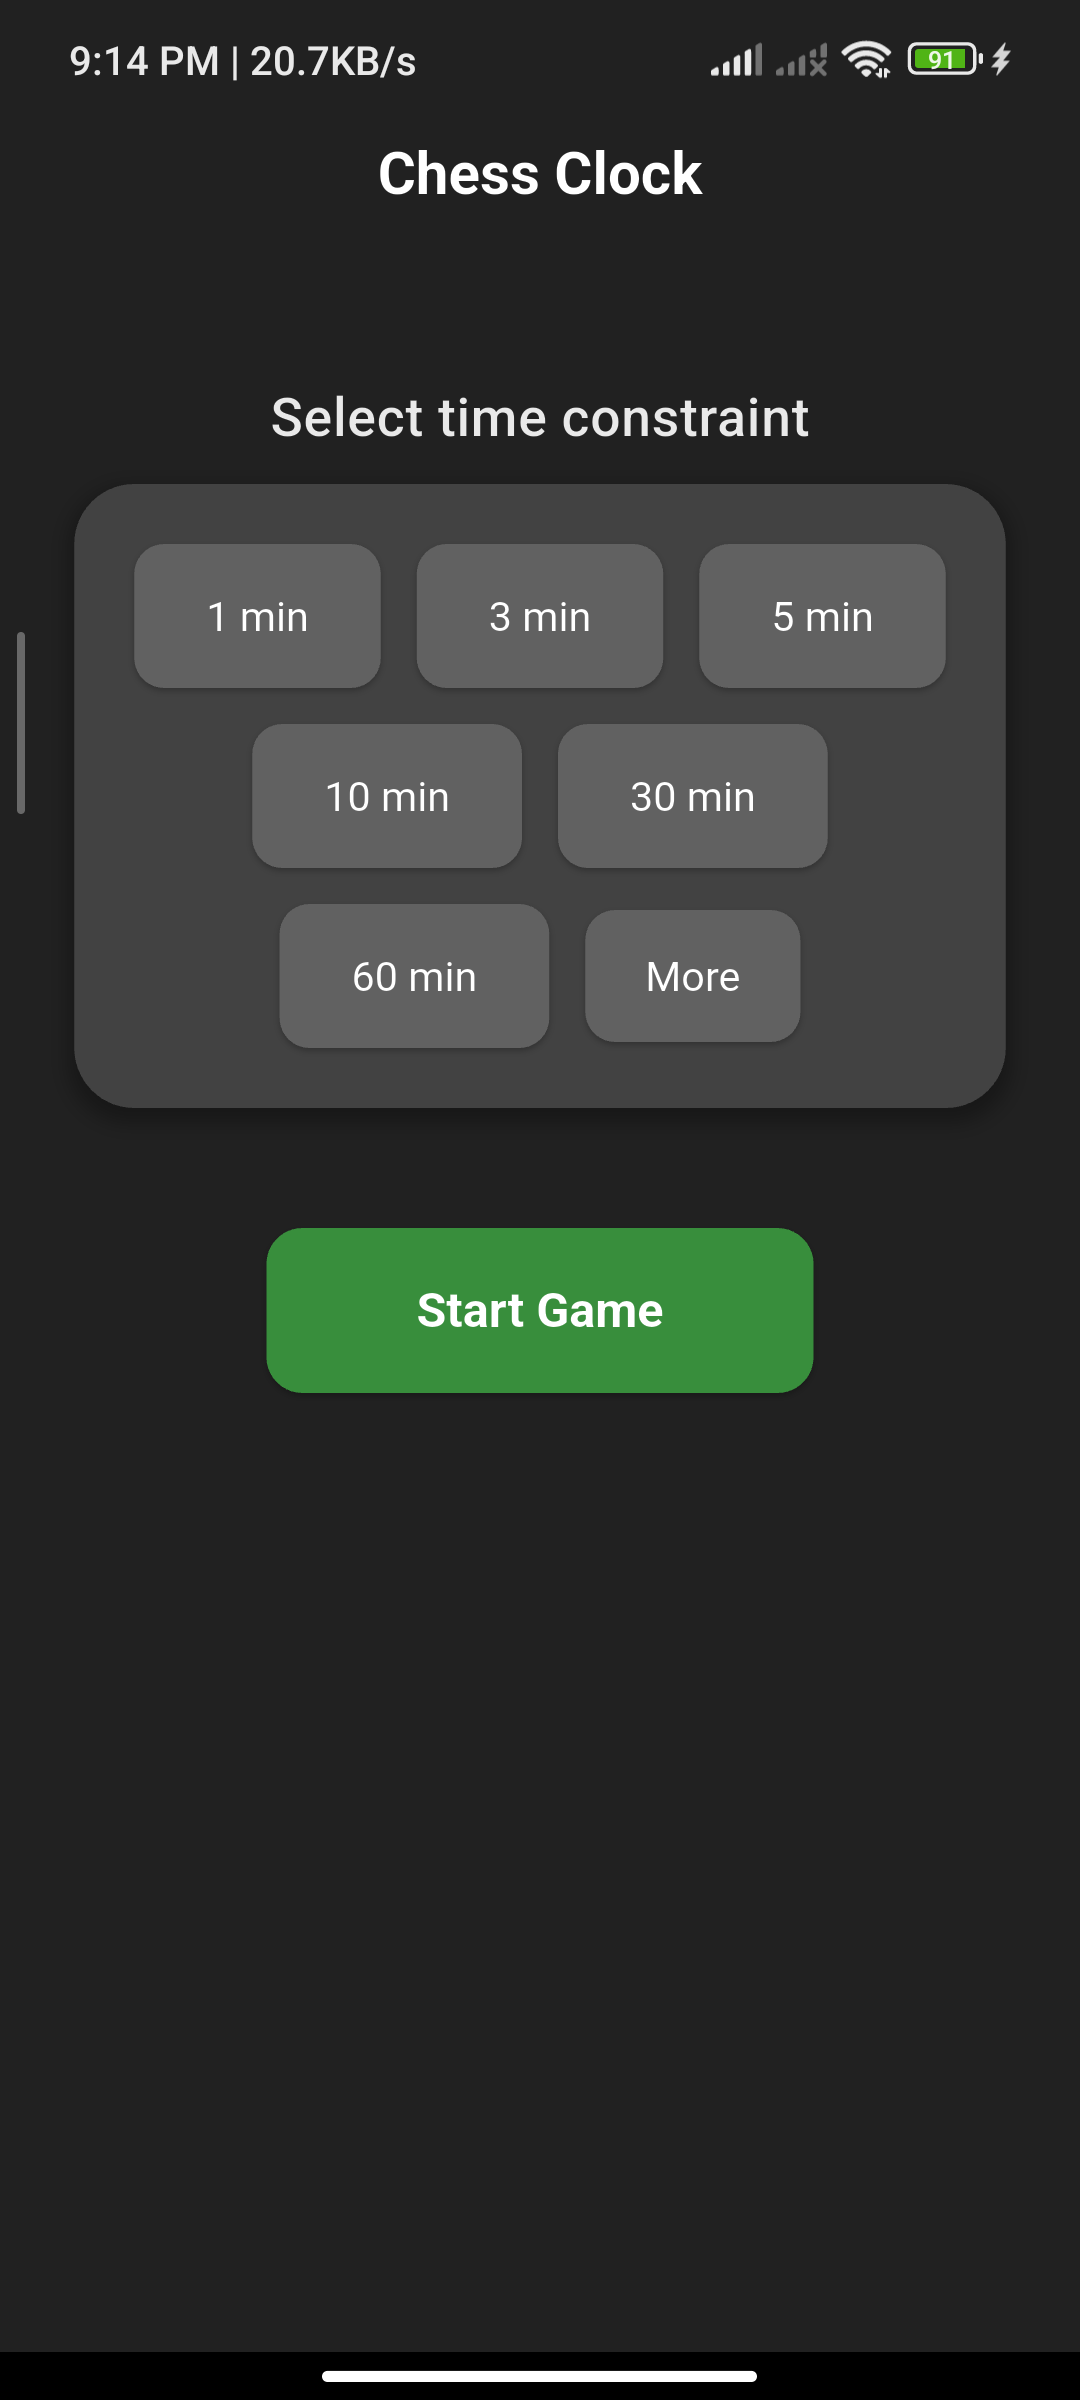 9:14 PM | 20.7KB/s 91
Chess Clock
Select time constraint
1 min 3 min 5 min
10 min 30 min
60 min More
Start Game